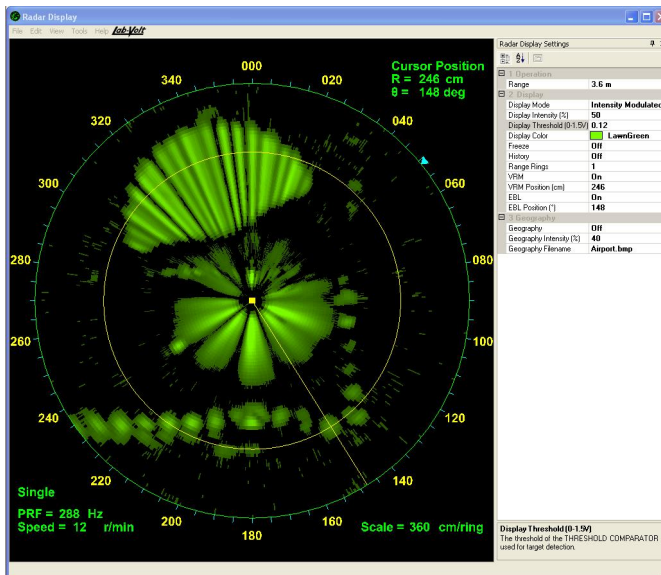 Radar Display
File Edit View Tools Help Lab-Volt
000
020
040
060
080
100
120
140
160
180
200
220
240
260
280
300
320
340
Cursor Position
R = 246 cm
θ = 148 deg
Single
PRF = 288 Hz
Speed = 12 r/min
Scale = 360 cm/ring
Radar Display Settings
1 Operation
Range 3.6 m
2 Display
Display Mode Intensity Modulated
Display Intensity (%) 50
Display Threshold (0-1.5V) 0.12
Display Color LawnGreen
Freeze Off
History Off
Range Rings 1
VRM On
VRM Position (cm) 246
EBL On
EBL Position (°) 148
3 Geography
Geography Off
Geography Intensity (%) 40
Geography Filename Airport.bmp
Display Threshold (0-1.5V)
The threshold of the THRESHOLD COMPARATOR
used for target detection.